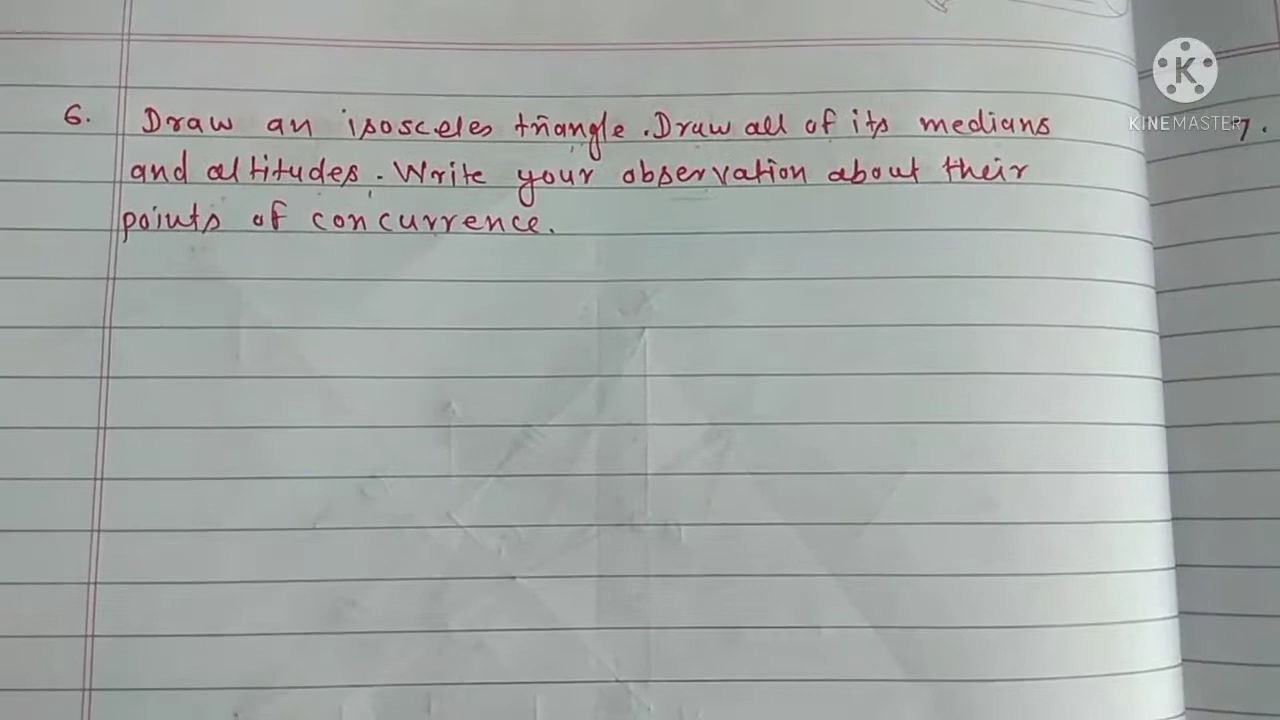 6. Draw an isosceles triangle. Draw all of its medians
and altitudes. Write your observation about their
points of concurrence.
7.
K
KINEMASTER